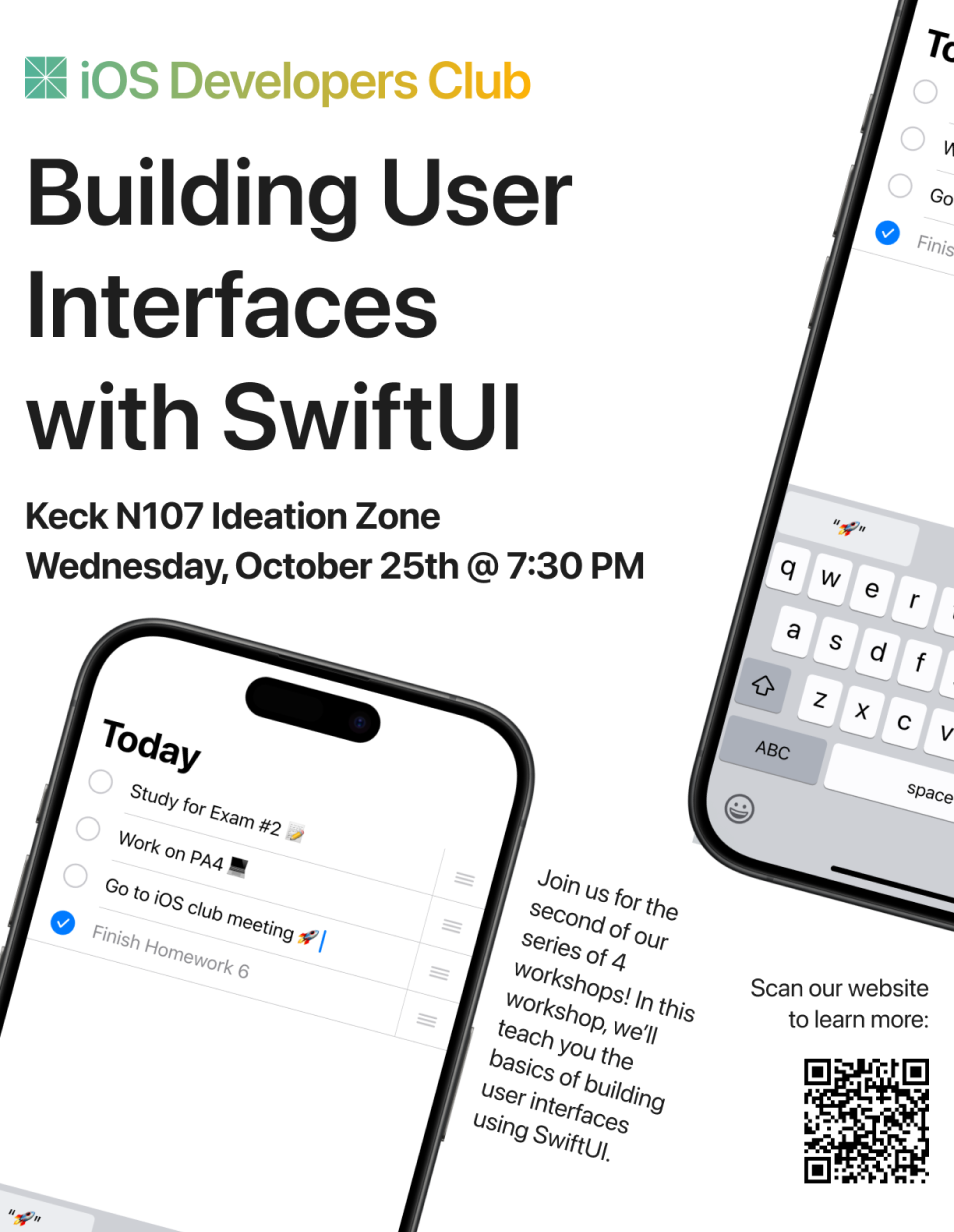 iOS Developers Club
Building User
Interfaces
with SwiftUI
Keck N107 Ideation Zone
Wednesday, October 25th @ 7:30 PM
Today
Study for Exam #2 📝
Work on PA4 💻
Go to iOS club meeting 🚀
Finish Homework 6
"🚀"
Join us for the
second of our
series of 4
workshops! In this
workshop, we’ll
teach you the
basics of building
user interfaces
using SwiftUI.
To
W
Go
Finis
"🚀"
q w e r
a s d f
z x c v
ABC space
Scan our website
to learn more: